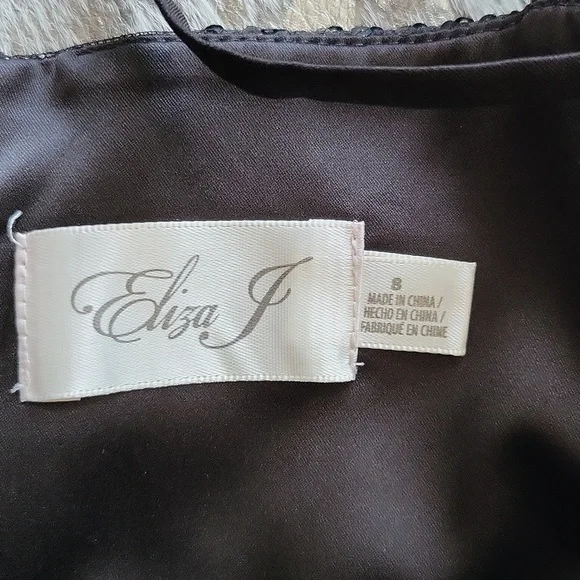 Eliza J
8
MADE IN CHINA /
HECHO EN CHINA /
FABRIQUÉ EN CHINE